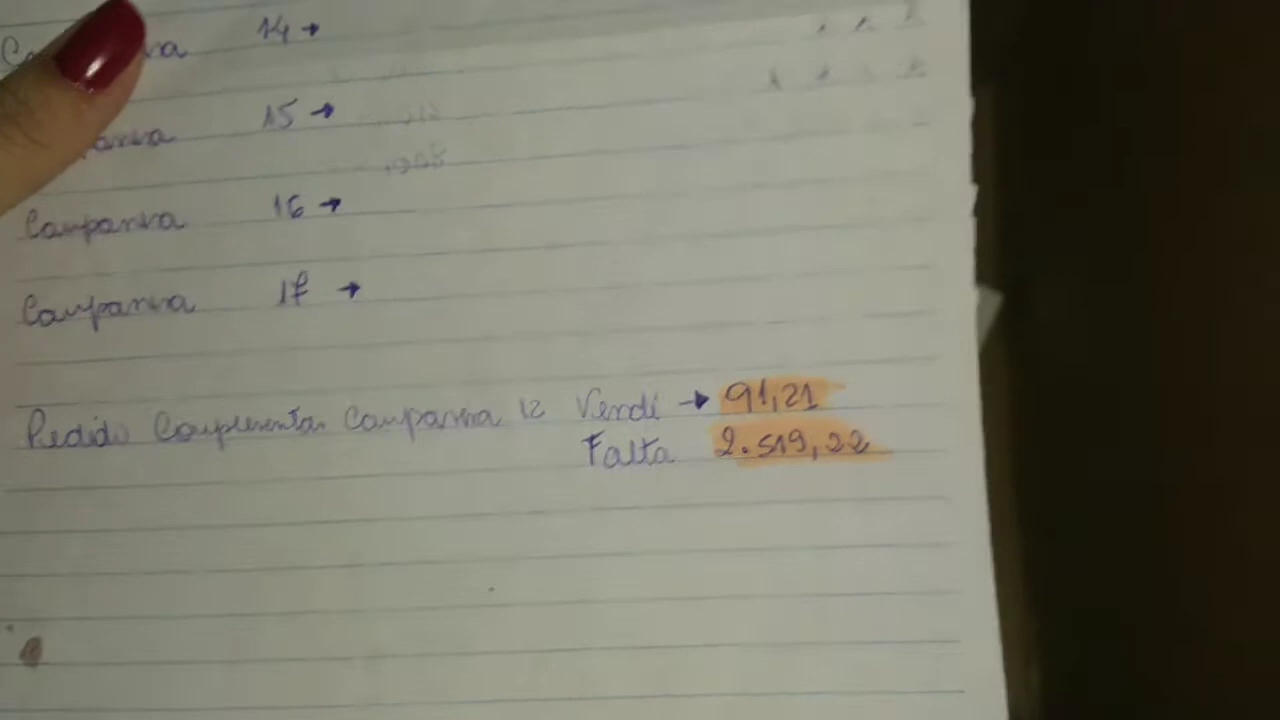 14 →
15 →
Campanha 16 →
Campanha 17 →
Pedido Complementar Campanha 12 Vendi → 91,21
Falta 2.519,22